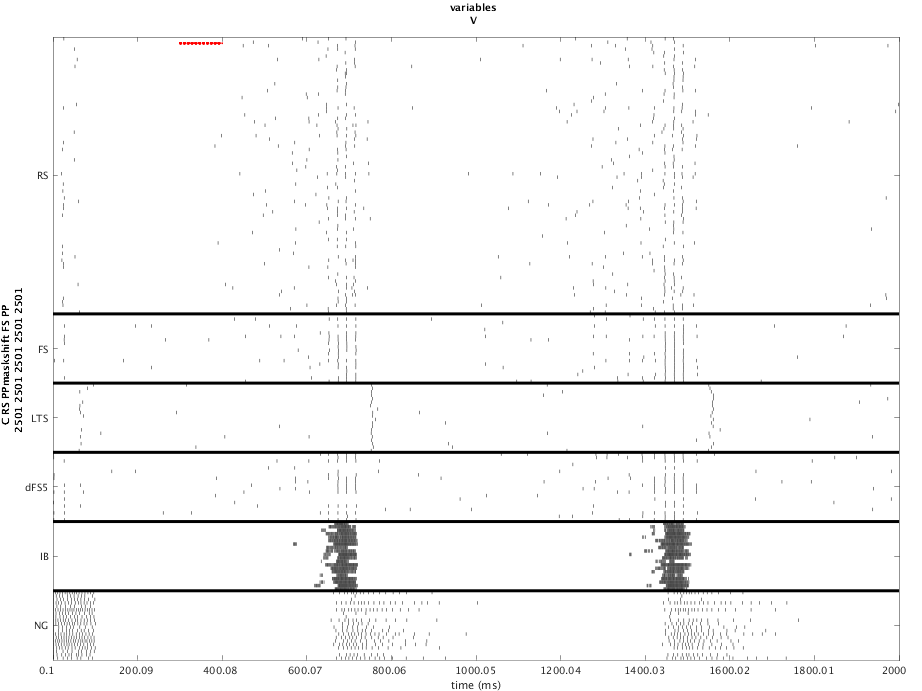 variables
V
C RS PPmaskshift FS PP
2501 2501 2501 2501 2501 2501
RS
FS
LTS
dFS5
IB
NG
0.1 200.09 400.08 600.07 800.06 1000.05 1200.04 1400.03 1600.02 1800.01 2000
time (ms)